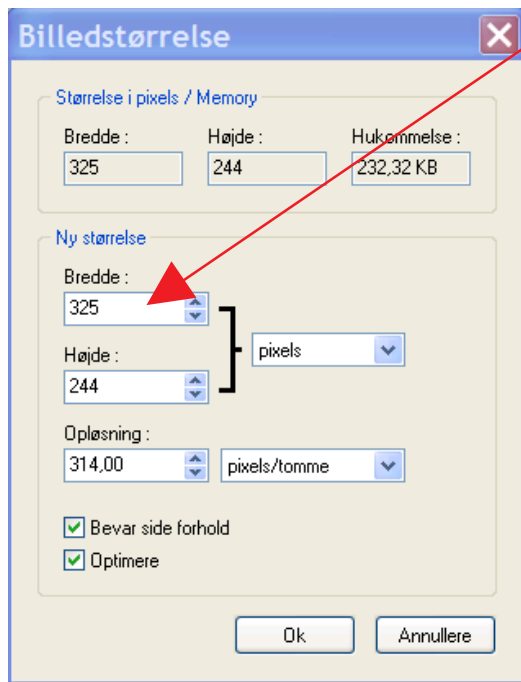 Billedstørrelse
Størrelse i pixels / Memory
Bredde : Højde : Hukommelse :
325 244 232,32 KB
Ny størrelse
Bredde :
325
pixels
Højde :
244
Opløsning :
314,00 pixels/tomme
Bevar side forhold
Optimere
Ok Annullere